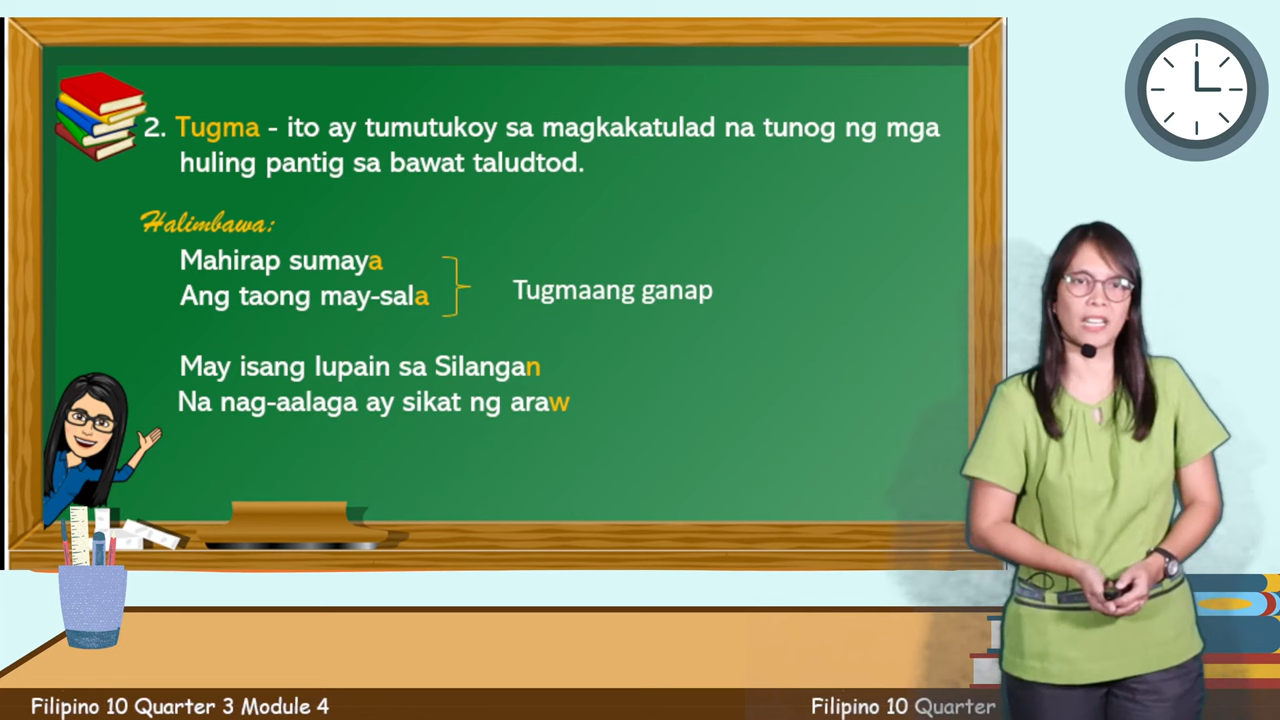 2. Tugma - ito ay tumutukoy sa magkakatulad na tunog ng mga
huling pantig sa bawat taludtod.
Halimbawa:
Mahirap sumaya
Ang taong may-sala
Tugmaang ganap
May isang lupain sa Silangan
Na nag-aalaga ay sikat ng araw
Filipino 10 Quarter 3 Module 4
Filipino 10 Quarter